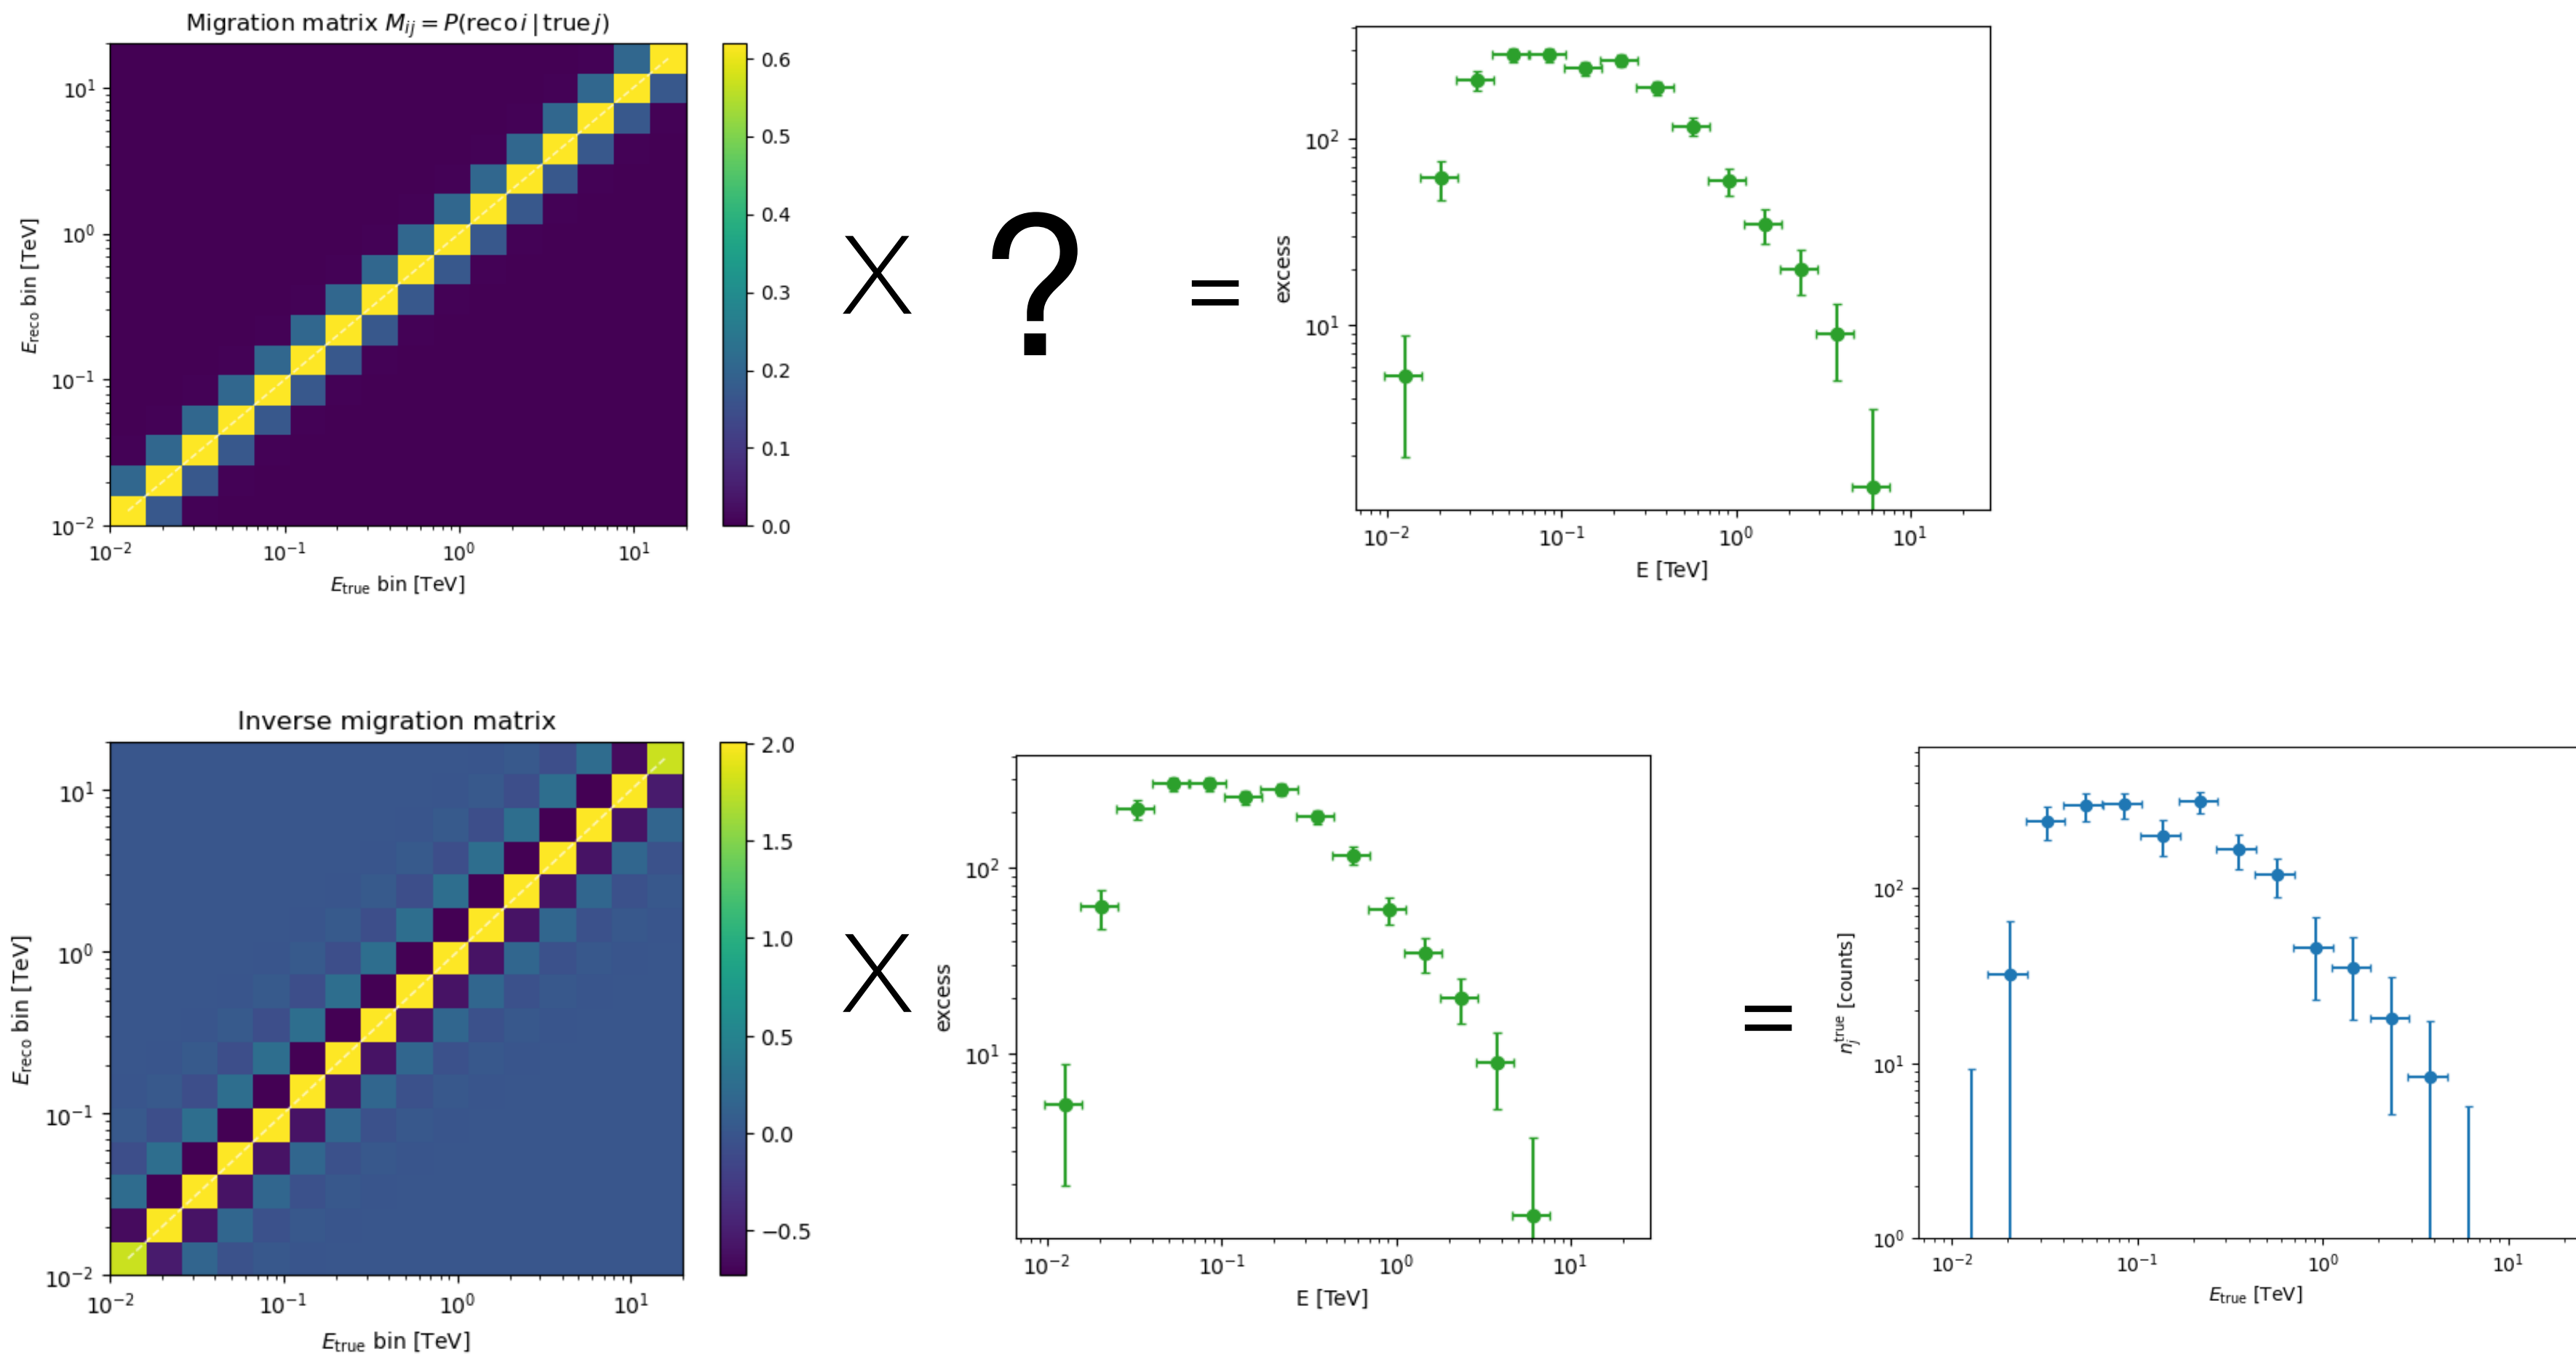 Migration matrix M_ij = P(reco i | true j)
10^1
10^0
10^-1
10^-2
E_reco bin [TeV]
10^-2 10^-1 10^0 10^1
E_true bin [TeV]
0.6
0.5
0.4
0.3
0.2
0.1
0.0
X ? =
excess
10^2
10^1
10^-2 10^-1 10^0 10^1
E [TeV]
Inverse migration matrix
10^1
10^0
10^-1
10^-2
E_reco bin [TeV]
10^-2 10^-1 10^0 10^1
E_true bin [TeV]
2.0
1.5
1.0
0.5
0.0
−0.5
X
excess
10^2
10^1
10^-2 10^-1 10^0 10^1
E [TeV]
=
n_j^true [counts]
10^2
10^1
10^0
10^-2 10^-1 10^0 10^1
E_true [TeV]